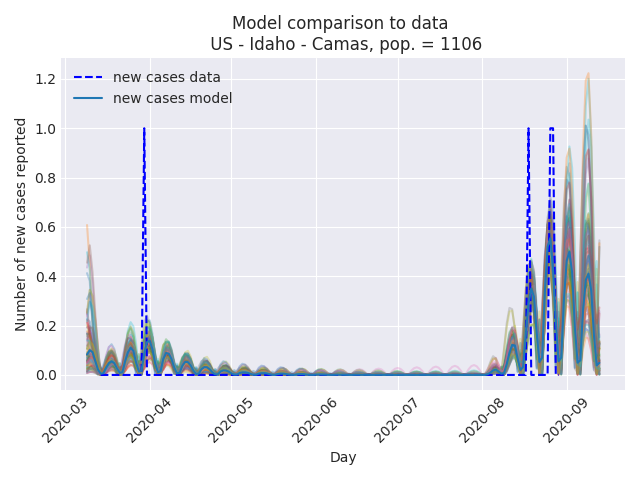 Model comparison to data
US - Idaho - Camas, pop. = 1106
new cases data
new cases model
Number of new cases reported
1.2
1.0
0.8
0.6
0.4
0.2
0.0
2020-03
2020-04
2020-05
2020-06
2020-07
2020-08
2020-09
Day